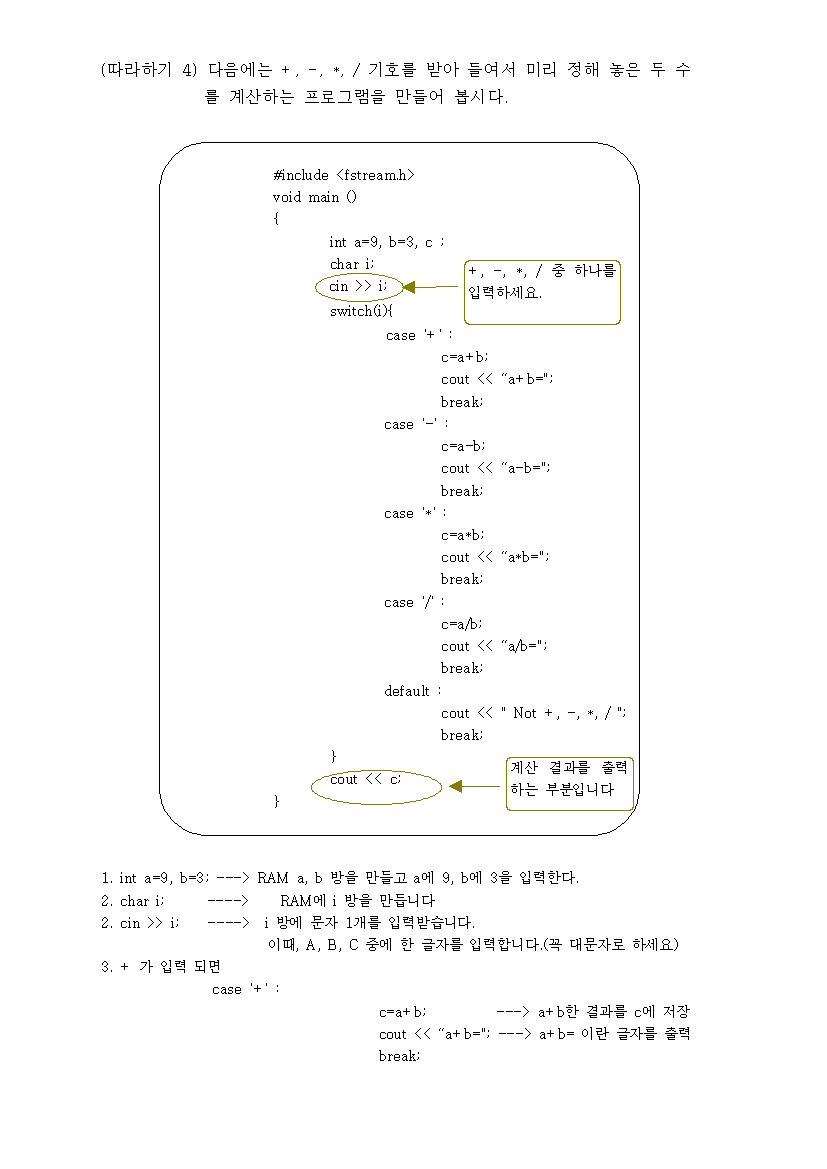 (따라하기 4) 다음에는 +, -, *, / 기호를 받아 들여서 미리 정해 놓은 두 수
를 계산하는 프로그램을 만들어 봅시다.
#include <fstream.h>
void main ()
{
int a=9, b=3, c ;
char i;
cin >> i;
+, -, *, / 중 하나를
입력하세요.
switch(i){
case '+' :
c=a+b;
cout << “a+b=";
break;
case '-' :
c=a-b;
cout << “a-b=";
break;
case '*' :
c=a*b;
cout << “a*b=";
break;
case '/' :
c=a/b;
cout << “a/b=";
break;
default :
cout << " Not +, -, *, / ";
break;
}
cout << c;
계산 결과를 출력
하는 부분입니다
}
1. int a=9, b=3; ---> RAM a, b 방을 만들고 a에 9, b에 3을 입력한다.
2. char i; ----> RAM에 i 방을 만듭니다
2. cin >> i; ----> i 방에 문자 1개를 입력받습니다.
이때, A, B, C 중에 한 글자를 입력합니다.(꼭 대문자로 하세요)
3. + 가 입력 되면
case '+' :
c=a+b; ---> a+b한 결과를 c에 저장
cout << “a+b="; ---> a+b= 이란 글자를 출력
break;